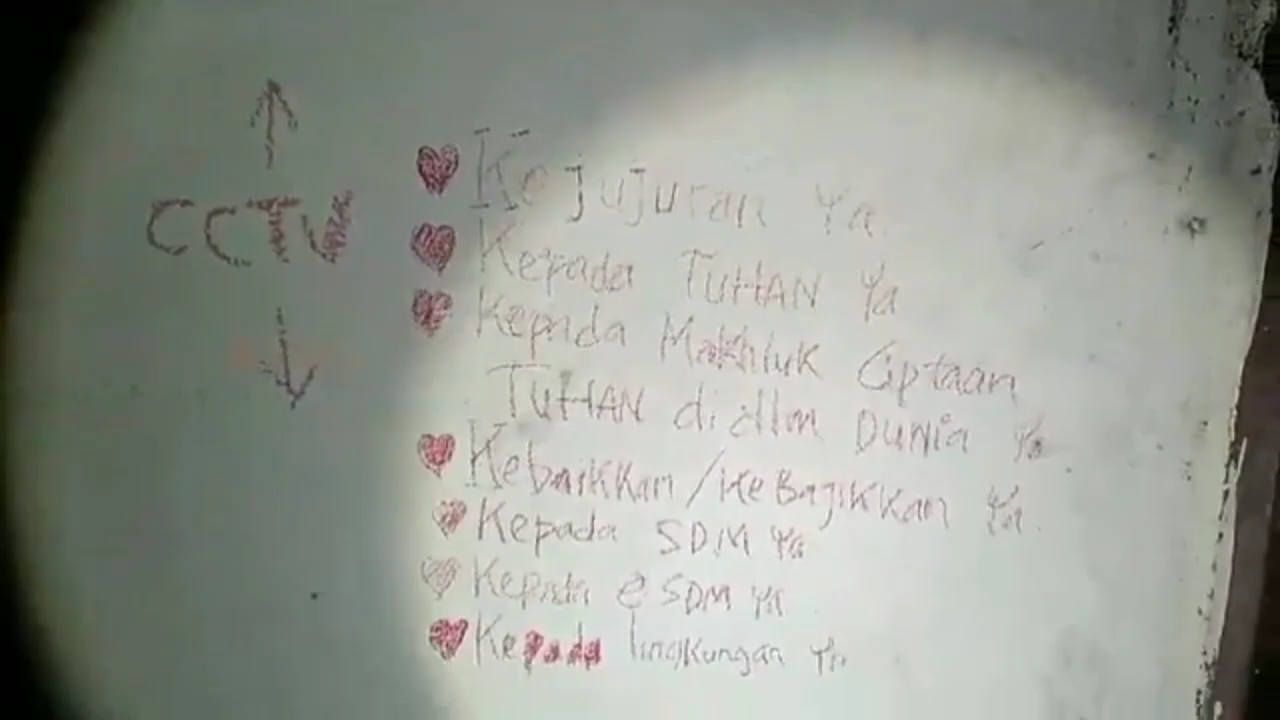 CCTV
Kejujuran Ya
Kepada TUHAN Ya
Kepada Makhluk Ciptaan
TUHAN di dlm DUNia Ya
Kebaikkan/KeBajikkan Ya
Kepada SDM Ya
Kepada eSDM Ya
Kepada lingkungan Ya